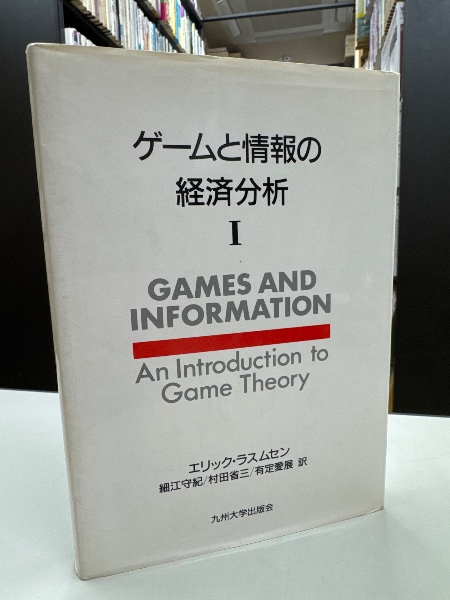 ゲームと情報の
経済分析
I
GAMES AND
INFORMATION
An Introduction to
Game Theory
エリック・ラスムセン
細江守紀/村田省三/有定愛展 訳
九州大学出版会